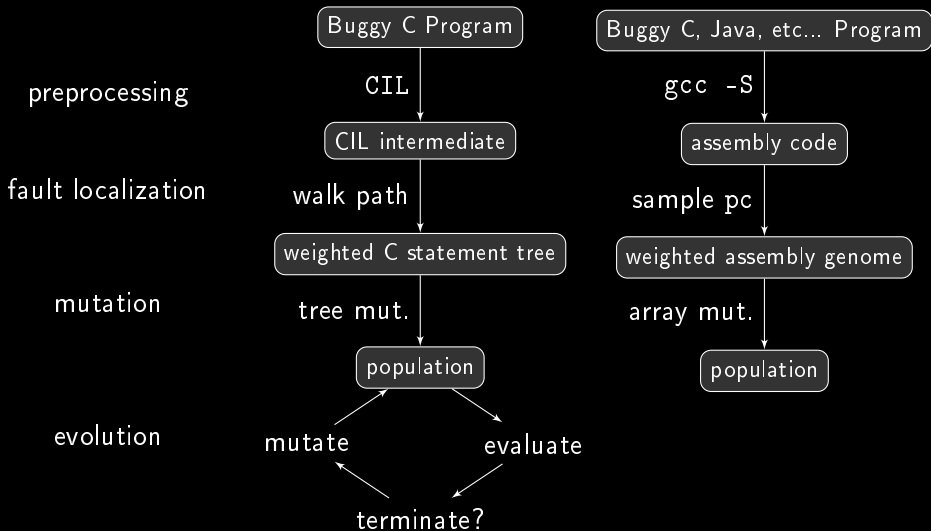 Buggy C Program
Buggy C, Java, etc... Program
preprocessing
CIL
gcc -S
CIL intermediate
assembly code
fault localization
walk path
sample pc
weighted C statement tree
weighted assembly genome
mutation
tree mut.
array mut.
population
population
evolution
mutate
evaluate
terminate?